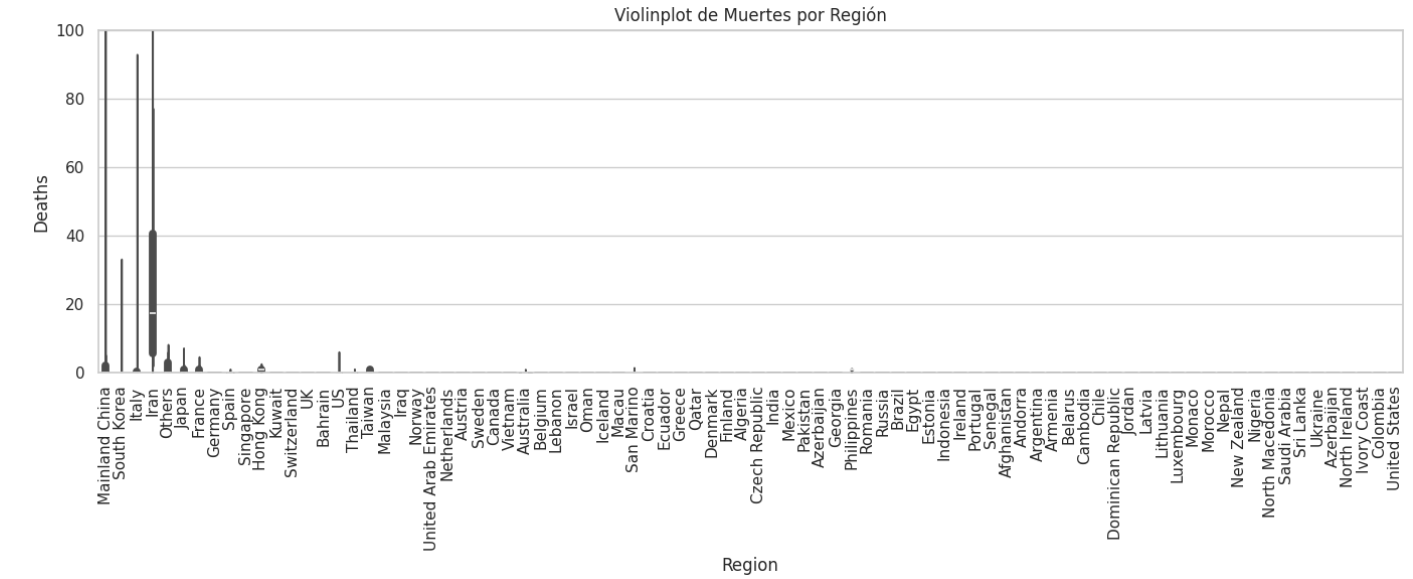 Violinplot de Muertes por Región
100
80
60
40
20
0
Deaths
Mainland China
South Korea
Italy
Iran
Others
Japan
France
Germany
Spain
Singapore
Hong Kong
Kuwait
Switzerland
UK
Bahrain
US
Thailand
Taiwan
Malaysia
Iraq
Norway
United Arab Emirates
Netherlands
Austria
Sweden
Canada
Vietnam
Australia
Belgium
Lebanon
Israel
Oman
Iceland
Macau
San Marino
Croatia
Ecuador
Greece
Qatar
Denmark
Finland
Algeria
Czech Republic
India
Mexico
Pakistan
Azerbaijan
Georgia
Philippines
Romania
Russia
Brazil
Egypt
Estonia
Indonesia
Ireland
Portugal
Senegal
Afghanistan
Andorra
Argentina
Armenia
Belarus
Cambodia
Chile
Dominican Republic
Jordan
Latvia
Lithuania
Luxembourg
Monaco
Morocco
Nepal
New Zealand
Nigeria
North Macedonia
Saudi Arabia
Sri Lanka
Ukraine
Azerbaijan
North Ireland
Ivory Coast
Colombia
United States
Region